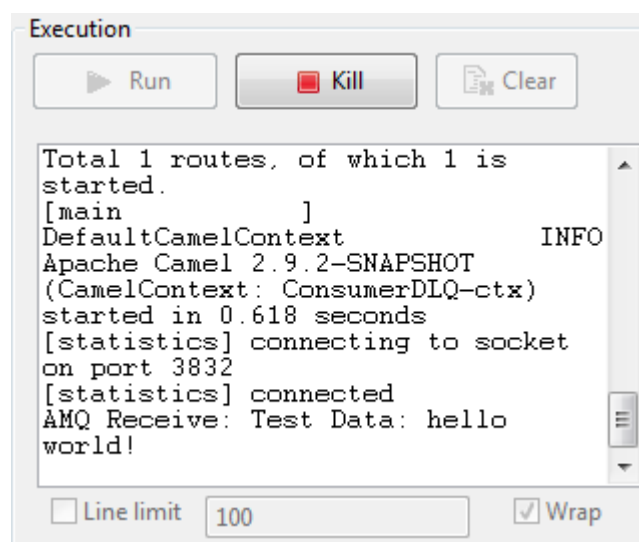 Execution
Run Kill Clear
Total 1 routes, of which 1 is
started.
[main ]
DefaultCamelContext INFO
Apache Camel 2.9.2-SNAPSHOT
(CamelContext: ConsumerDLQ-ctx)
started in 0.618 seconds
[statistics] connecting to socket
on port 3832
[statistics] connected
AMQ Receive: Test Data: hello
world!
Line limit 100 Wrap